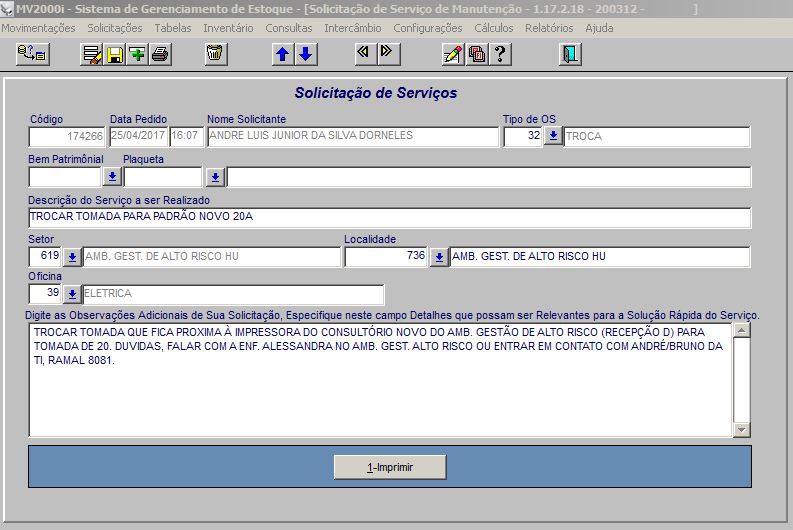 MV2000i - Sistema de Gerenciamento de Estoque - [Solicitação de Serviço de Manutenção - 1.17.2.18 - 200312 - ]
Movimentações Solicitações Tabelas Inventário Consultas Intercâmbio Configurações Cálculos Relatórios Ajuda
Solicitação de Serviços
Código Data Pedido Nome Solicitante Tipo de OS
174266 25/04/2017 16:07 ANDRE LUIS JUNIOR DA SILVA DORNELES 32 TROCA
Bem Patrimônial Plaqueta
Descrição do Serviço a ser Realizado
TROCAR TOMADA PARA PADRÃO NOVO 20A
Setor Localidade
619 AMB. GEST. DE ALTO RISCO HU 736 AMB. GEST. DE ALTO RISCO HU
Oficina
39 ELETRICA
Digite as Observações Adicionais de Sua Solicitação, Especifique neste campo Detalhes que possam ser Relevantes para a Solução Rápida do Serviço.
TROCAR TOMADA QUE FICA PROXIMA À IMPRESSORA DO CONSULTÓRIO NOVO DO AMB. GESTÃO DE ALTO RISCO (RECEPÇÃO D) PARA
TOMADA DE 20. DUVIDAS, FALAR COM A ENF. ALESSANDRA NO AMB. GEST. ALTO RISCO OU ENTRAR EM CONTATO COM ANDRÉ/BRUNO DA
TI, RAMAL 8081.
1-Imprimir